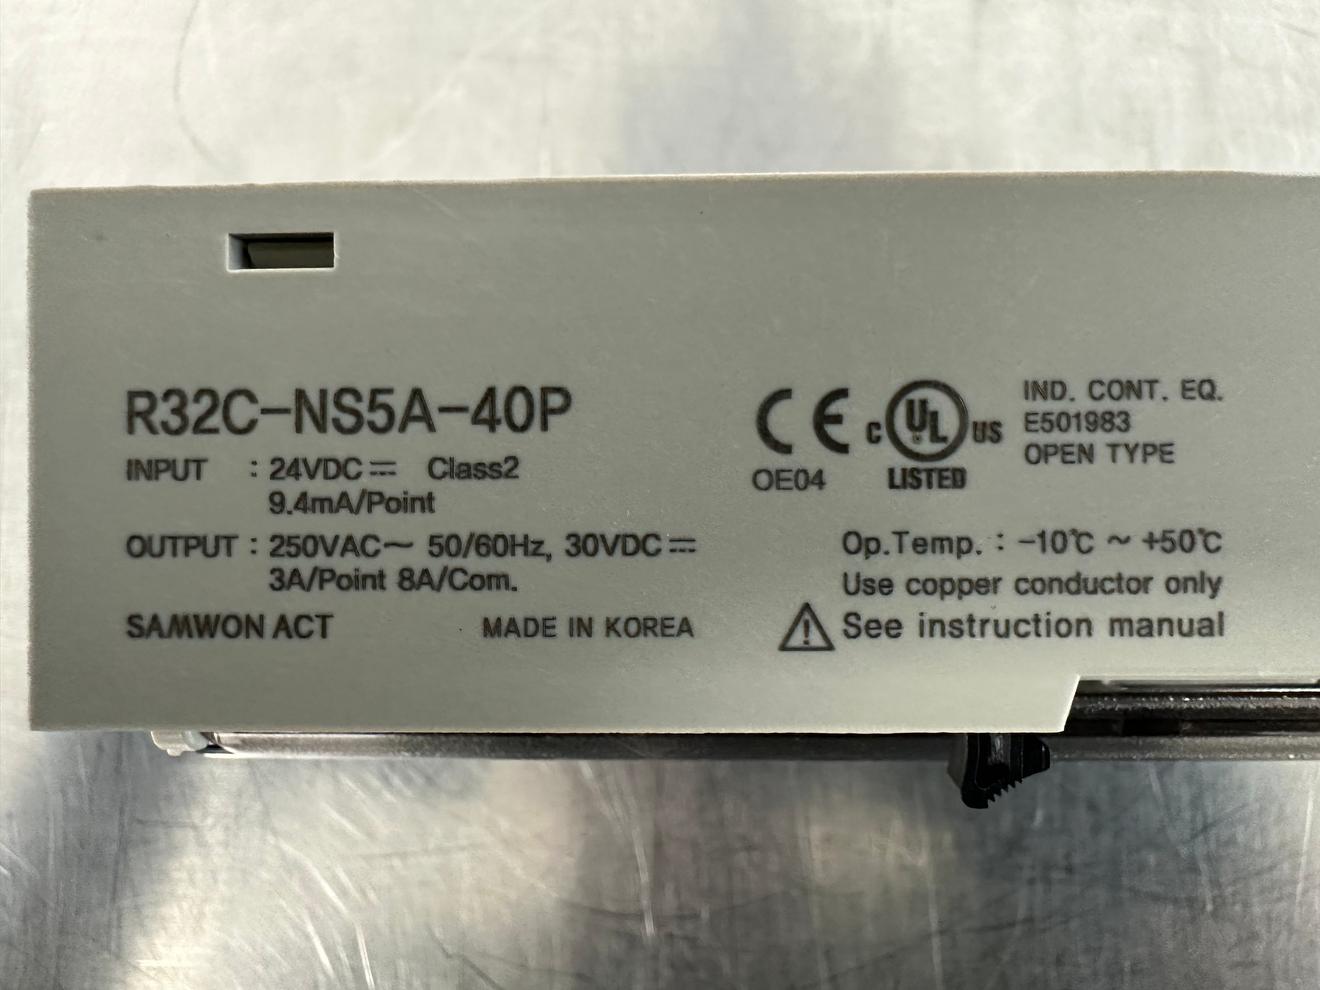 R32C-NS5A-40P
INPUT : 24VDC⎓ Class2
9.4mA/Point
OUTPUT : 250VAC～ 50/60Hz, 30VDC⎓
3A/Point 8A/Com.
SAMWON ACT MADE IN KOREA
CE
OE04
C UL US
LISTED
IND. CONT. EQ.
E501983
OPEN TYPE
Op.Temp. : -10℃ ~ +50℃
Use copper conductor only
⚠ See instruction manual